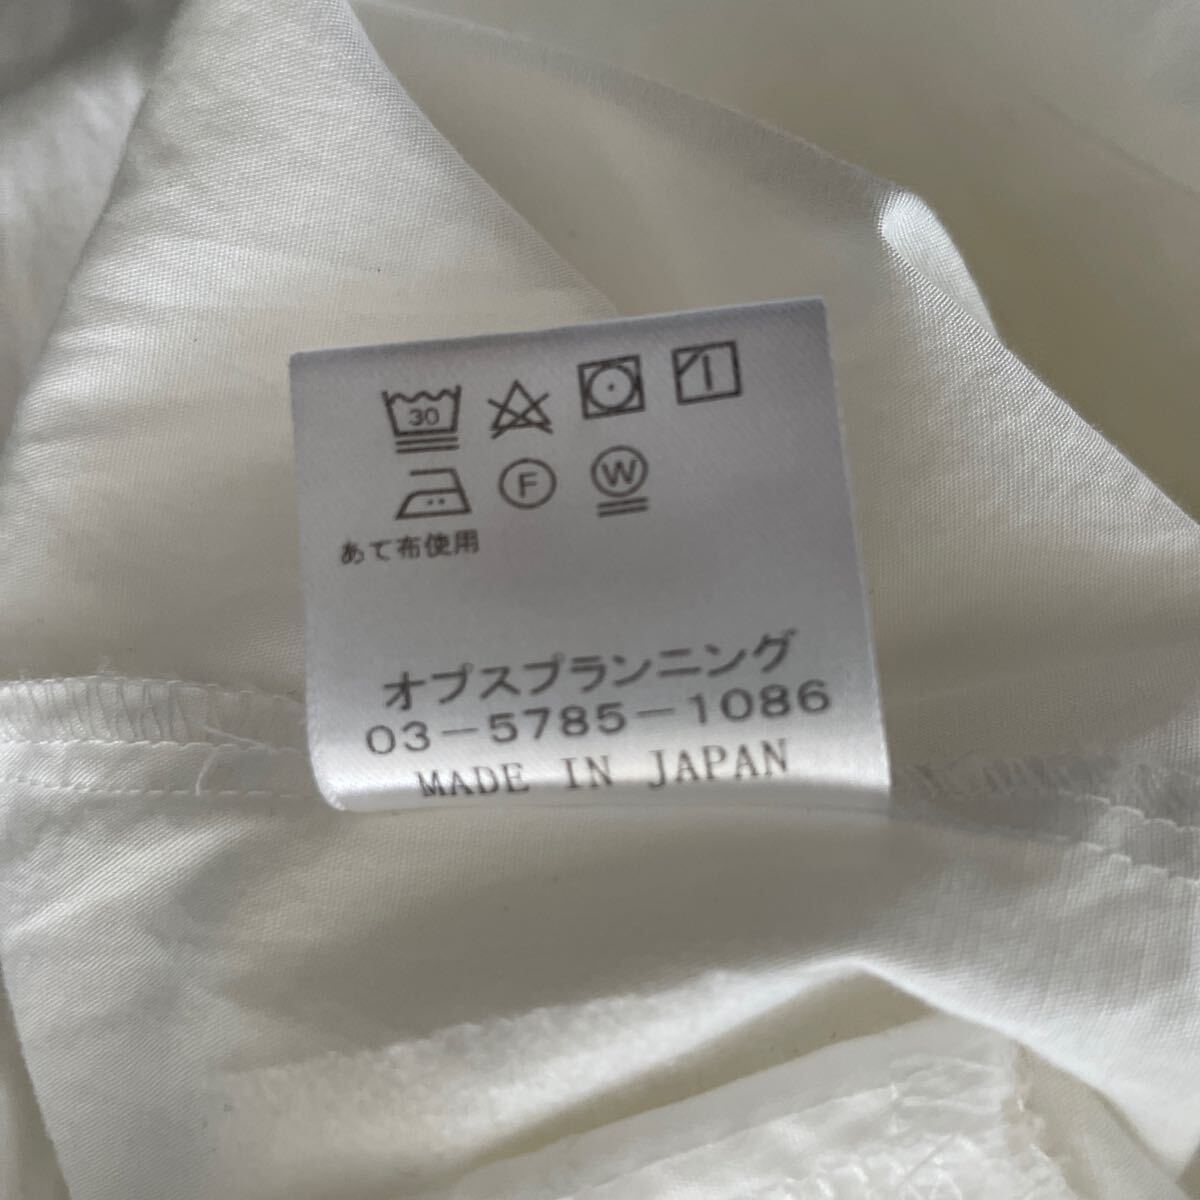 30
F W
あて布使用
オプスプランニング
03-5785-1086
MADE IN JAPAN